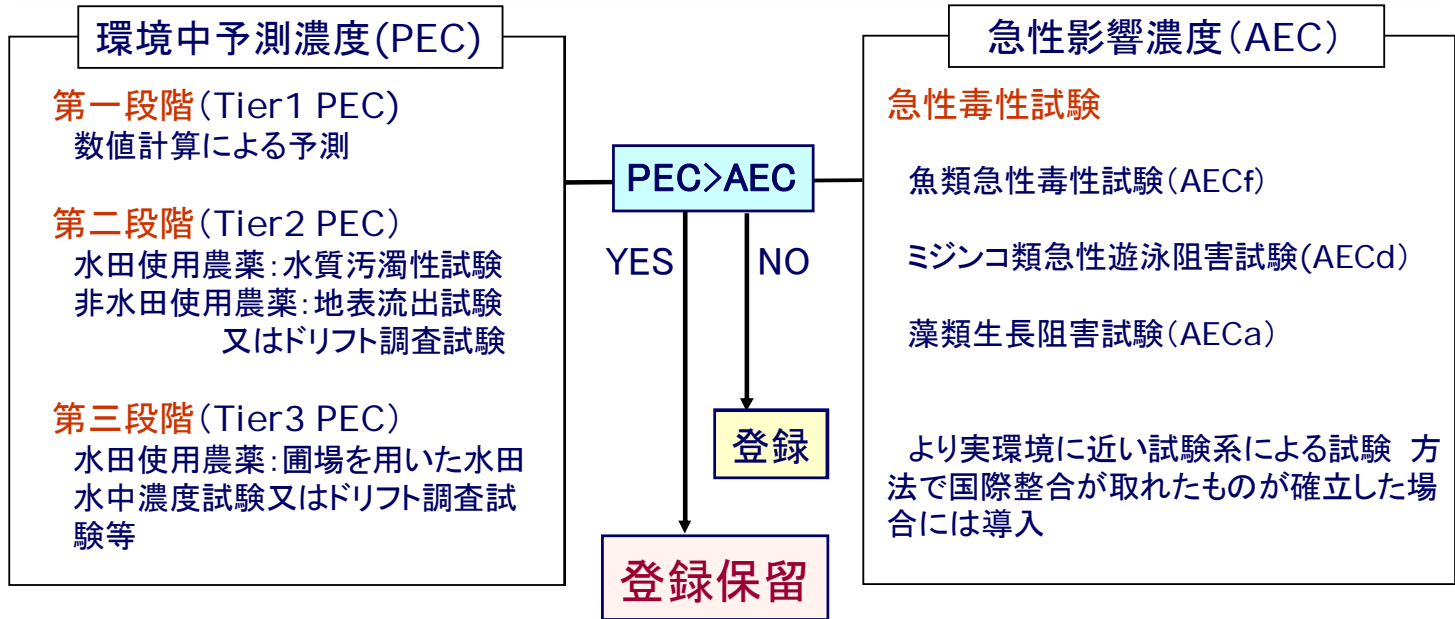 環境中予測濃度(PEC)
第一段階(Tier1 PEC)
数値計算による予測
第二段階(Tier2 PEC)
水田使用農薬:水質汚濁性試験
非水田使用農薬:地表流出試験
又はドリフト調査試験
第三段階(Tier3 PEC)
水田使用農薬:圃場を用いた水田
水中濃度試験又はドリフト調査試
験等
PEC>AEC
YES
NO
登録
登録保留
急性影響濃度(AEC)
急性毒性試験
魚類急性毒性試験(AECf)
ミジンコ類急性遊泳阻害試験(AECd)
藻類生長阻害試験(AECa)
より実環境に近い試験系による試験 方
法で国際整合が取れたものが確立した場
合には導入